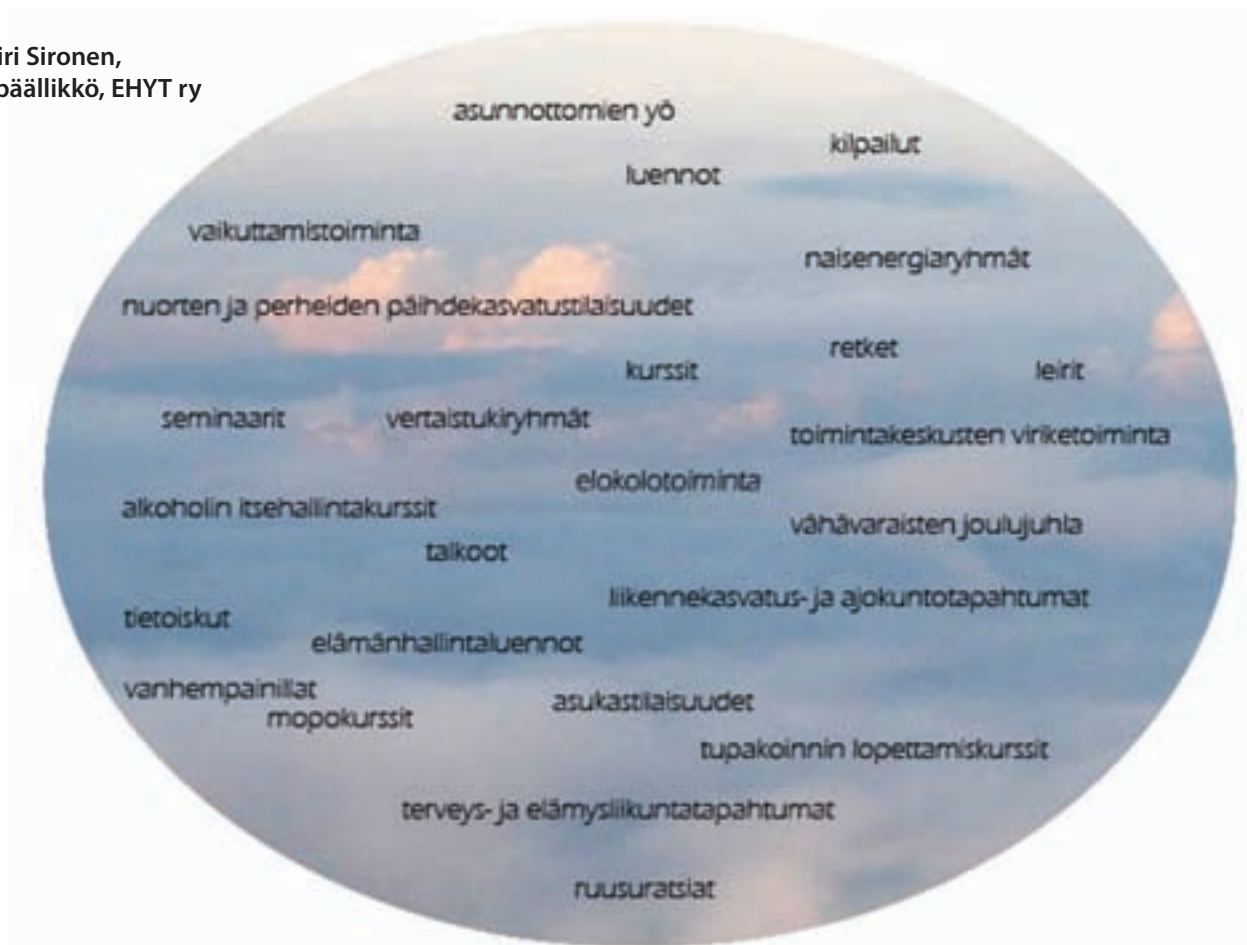 iri Sironen,
päällikkö, EHYT ry
asunnottomien yö
kilpailut
luennot
vaikuttamistoiminta
naisenergiaryhmät
nuorten ja perheiden päihdekasvatustilaisuudet
retket
kurssit
leirit
seminaarit
vertaistukiryhmät
toimintakeskusten viriketoiminta
elokolotoiminta
alkoholin itsehallintakurssit
vähävaraisten joulujuhla
talkoot
liikennekasvatus- ja ajokuntotapahtumat
tietoiskut
elämänhallintaluennot
vanhempainillat
asukastilaisuudet
mopokurssit
tupakoinnin lopettamiskurssit
terveys- ja elämysliikuntatapahtumat
ruusuratsiat